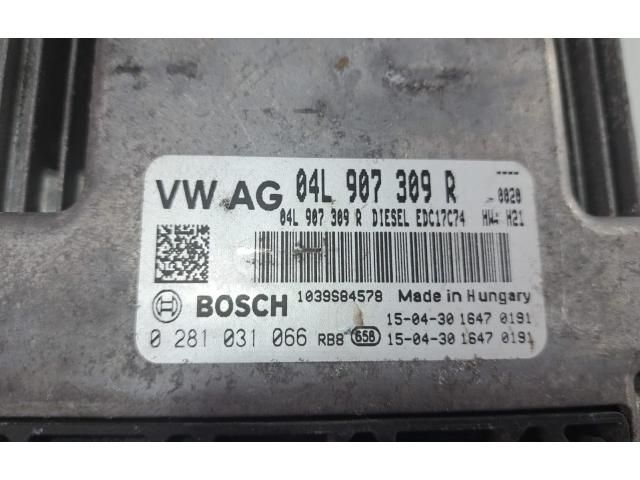 VW AG 04L 907 309 R ----
- 0020
04L 907 309 R DIESEL EDC17C74 HW: H21
BOSCH 1039S84578 Made in Hungary
15-04-30 1647 0191
0 281 031 066 RB8 65B 15-04-30 1647 0191